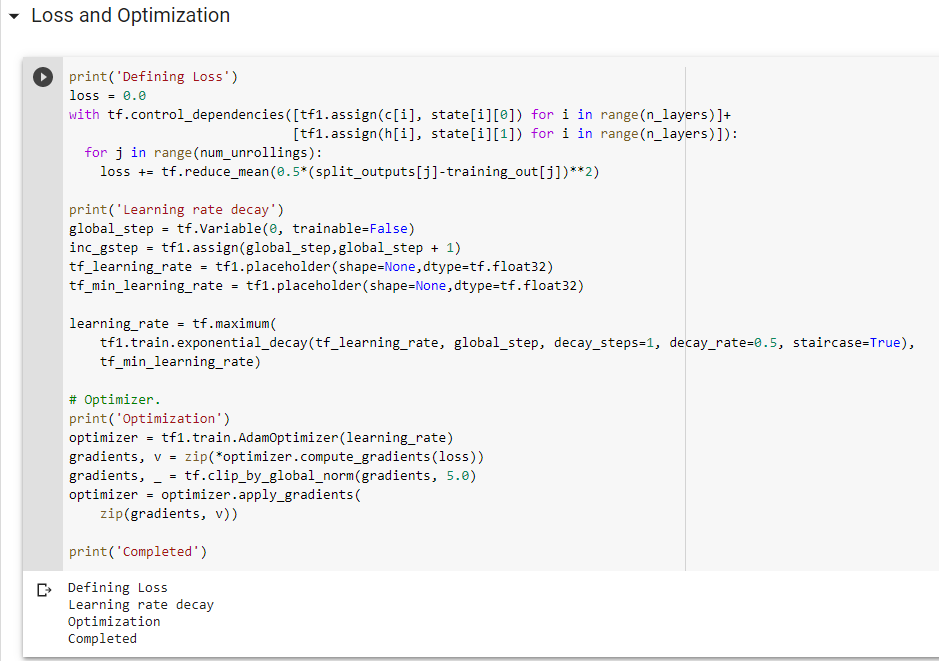 Loss and Optimization
print('Defining Loss')
loss = 0.0
with tf.control_dependencies([tf1.assign(c[i], state[i][0]) for i in range(n_layers)]+
                             [tf1.assign(h[i], state[i][1]) for i in range(n_layers)]):
  for j in range(num_unrollings):
    loss += tf.reduce_mean(0.5*(split_outputs[j]-training_out[j])**2)

print('Learning rate decay')
global_step = tf.Variable(0, trainable=False)
inc_gstep = tf1.assign(global_step,global_step + 1)
tf_learning_rate = tf1.placeholder(shape=None,dtype=tf.float32)
tf_min_learning_rate = tf1.placeholder(shape=None,dtype=tf.float32)

learning_rate = tf.maximum(
    tf1.train.exponential_decay(tf_learning_rate, global_step, decay_steps=1, decay_rate=0.5, staircase=True),
    tf_min_learning_rate)

# Optimizer.
print('Optimization')
optimizer = tf1.train.AdamOptimizer(learning_rate)
gradients, v = zip(*optimizer.compute_gradients(loss))
gradients, _ = tf.clip_by_global_norm(gradients, 5.0)
optimizer = optimizer.apply_gradients(
    zip(gradients, v))

print('Completed')
Defining Loss
Learning rate decay
Optimization
Completed